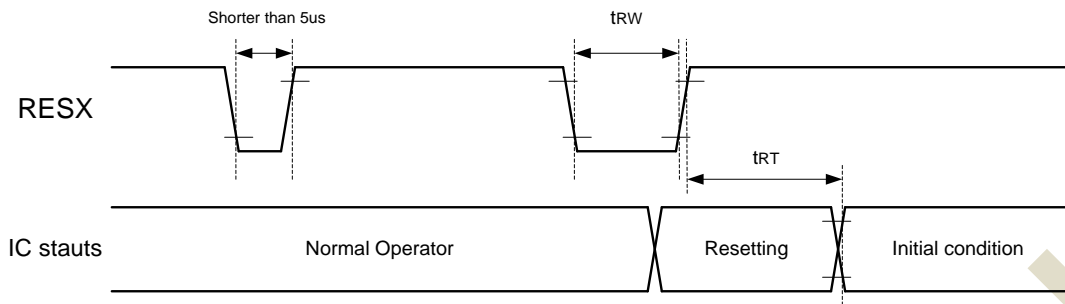 Shorter than 5us
tRW
RESX
tRT
IC stauts
Normal Operator
Resetting
Initial condition